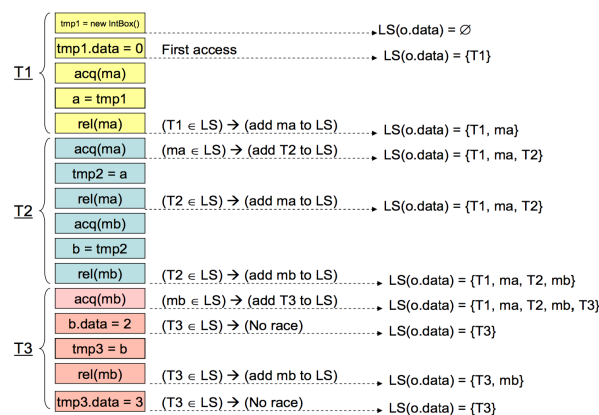 tmp1 = new IntBox() LS(o.data) = ∅
tmp1.data = 0 First access LS(o.data) = {T1}
T1 acq(ma)
a = tmp1
rel(ma) (T1 ∈ LS) → (add ma to LS) LS(o.data) = {T1, ma}
acq(ma) (ma ∈ LS) → (add T2 to LS) LS(o.data) = {T1, ma, T2}
tmp2 = a
T2 rel(ma) (T2 ∈ LS) → (add ma to LS) LS(o.data) = {T1, ma, T2}
acq(mb)
b = tmp2
rel(mb) (T2 ∈ LS) → (add mb to LS) LS(o.data) = {T1, ma, T2, mb}
acq(mb) (mb ∈ LS) → (add T3 to LS) LS(o.data) = {T1, ma, T2, mb, T3}
b.data = 2 (T3 ∈ LS) → (No race) LS(o.data) = {T3}
T3 tmp3 = b
rel(mb) (T3 ∈ LS) → (add mb to LS) LS(o.data) = {T3, mb}
tmp3.data = 3 (T3 ∈ LS) → (No race) LS(o.data) = {T3}